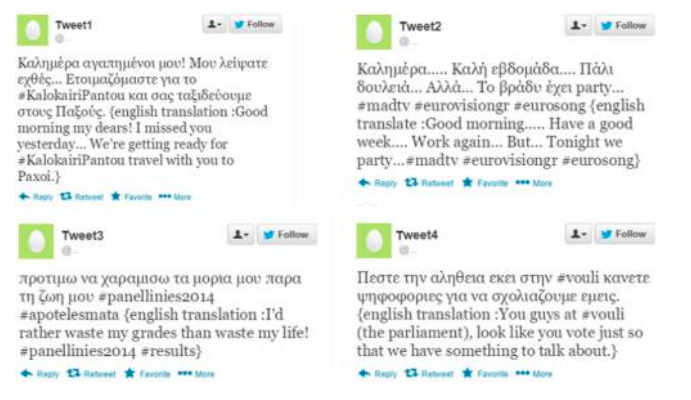 Tweet1
Follow
@...
Καλημέρα αγαπημένοι μου! Μου λείψατε
εχθές... Ετοιμαζόμαστε για το
#KalokairiPantou και σας ταξιδεύουμε
στους Παξούς. {english translation :Good
morning my dears! I missed you
yesterday... We're getting ready for
#KalokairiPantou travel with you to
Paxoi.}
Reply Retweet Favorite More
Tweet2
Follow
@...
Καλημέρα..... Καλή εβδομάδα.... Πάλι
δουλειά... Αλλά... Το βράδυ έχει party...
#madtv #eurovisiongr #eurosong {english
translate :Good morning..... Have a good
week.... Work again... But... Tonight we
party...#madtv #eurovisiongr #eurosong}
Reply Retweet Favorite More
Tweet3
Follow
@...
προτιμω να χαραμισω τα μορια μου παρα
τη ζωη μου #panellinies2014
#apotelesmata {english translation :I'd
rather waste my grades than waste my life!
#panellinies2014 #results}
Reply Retweet Favorite More
Tweet4
Follow
@...
Πεστε την αληθεια εκει στην #vouli κανετε
ψηφοφοριες για να σχολιαζουμε εμεις.
{english translation :You guys at #vouli
(the parliament), look like you vote just so
that we have something to talk about.}
Reply Retweet Favorite More